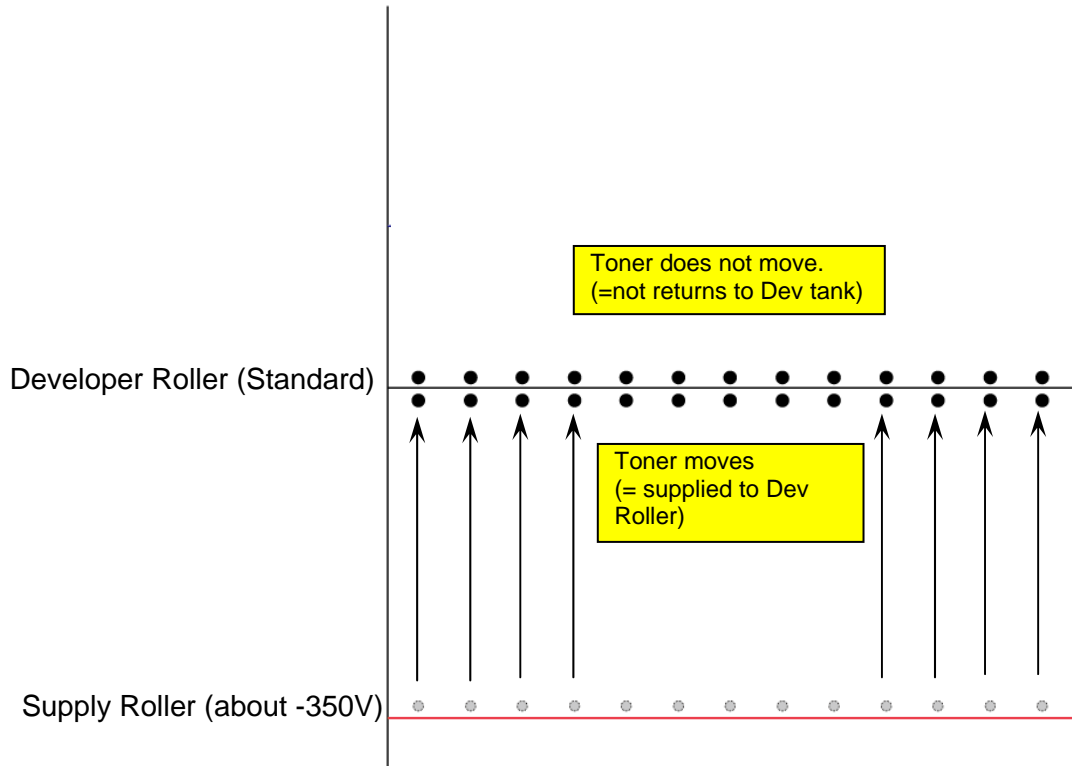 Toner does not move.
(=not returns to Dev tank)
Developer Roller (Standard)
Toner moves
(= supplied to Dev
Roller)
Supply Roller (about -350V)